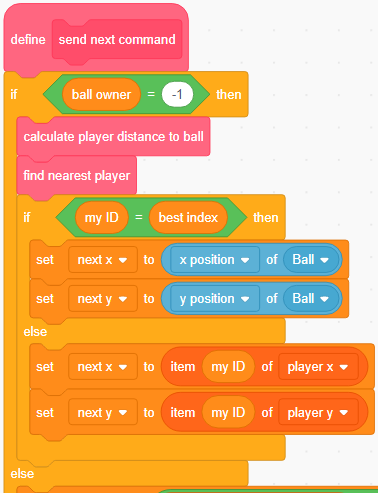 define send next command
if ball owner = -1 then
calculate player distance to ball
find nearest player
if my ID = best index then
set next x to x position of Ball
set next y to y position of Ball
else
set next x to item my ID of player x
set next y to item my ID of player y
else